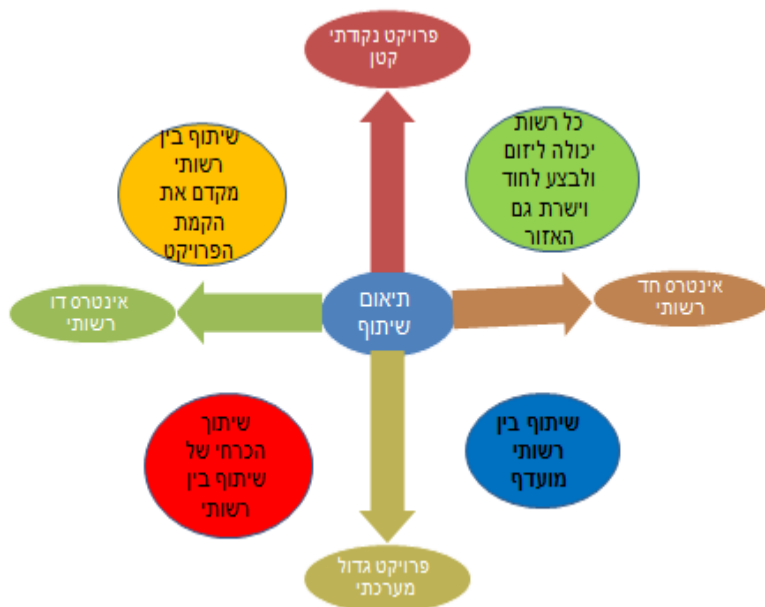 פרויקט נקודתי
קטן
כל רשות
יכולה ליזום
ולבצע לחוד
וישרת גם
האזור
שיתוף בין
רשותי
מקדם את
הקמת
הפרויקט
אינטרס חד
רשותי
תיאום
שיתוף
אינטרס דו
רשותי
שיתוף בין
רשותי
מועדף
שיתוך
הכרחי של
שיתוף בין
רשותי
פרויקט גדול
מערכתי